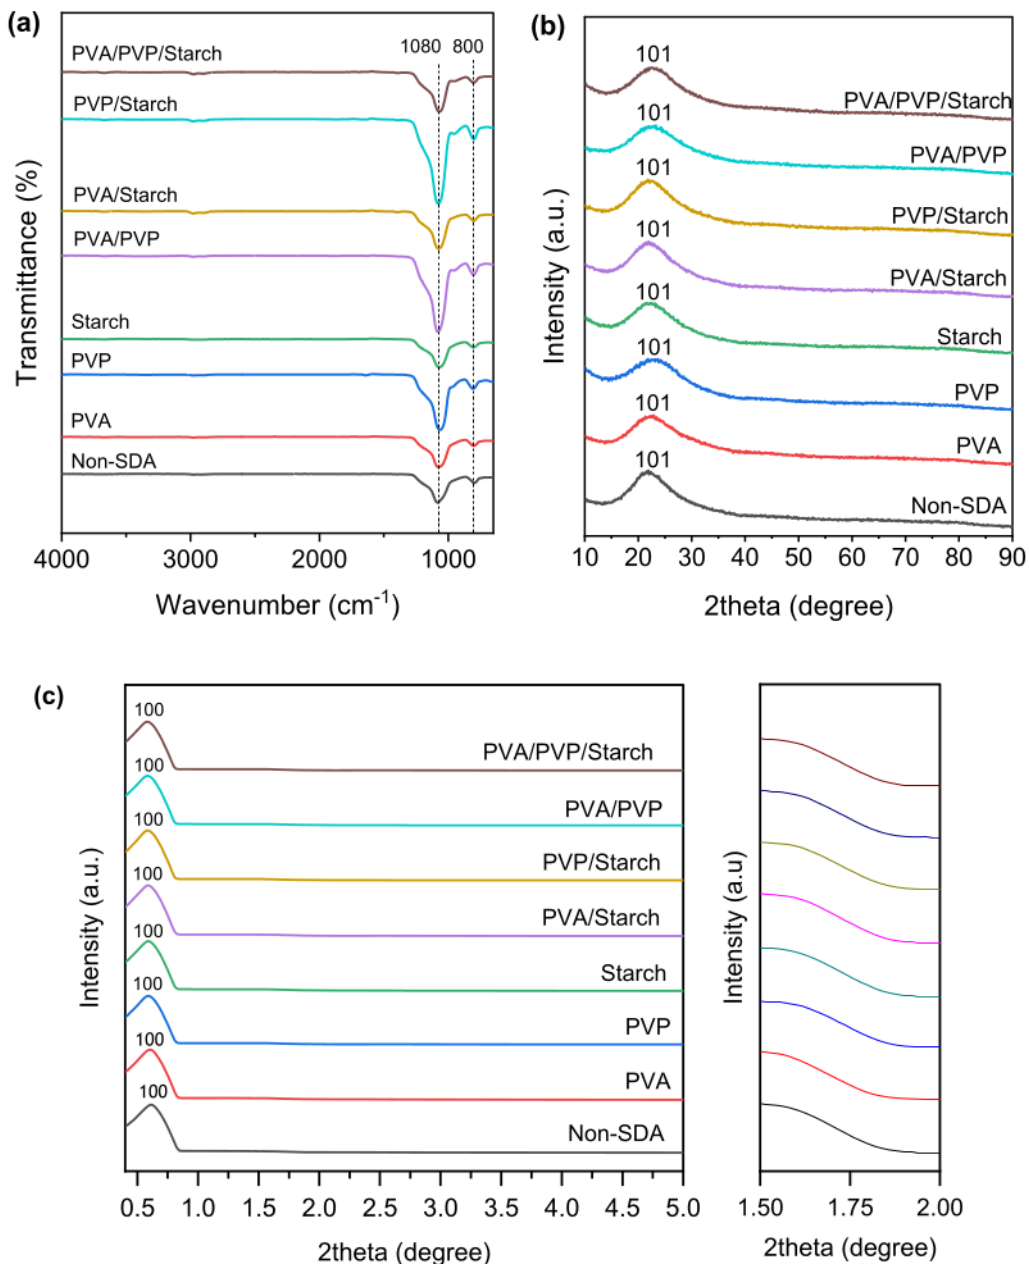 (a)
1080 800
PVA/PVP/Starch
PVP/Starch
PVA/Starch
PVA/PVP
Starch
PVP
PVA
Non-SDA
Transmittance (%)
4000 3000 2000 1000
Wavenumber (cm⁻¹)
(b)
101
PVA/PVP/Starch
101
PVA/PVP
101
PVP/Starch
101
PVA/Starch
101
Starch
101
PVP
101
PVA
101
Non-SDA
Intensity (a.u.)
10 20 30 40 50 60 70 80 90
2theta (degree)
(c)
100
PVA/PVP/Starch
100
PVA/PVP
100
PVP/Starch
100
PVA/Starch
100
Starch
100
PVP
100
PVA
100
Non-SDA
Intensity (a.u.)
0.5 1.0 1.5 2.0 2.5 3.0 3.5 4.0 4.5 5.0
2theta (degree)
Intensity (a.u)
1.50 1.75 2.00
2theta (degree)